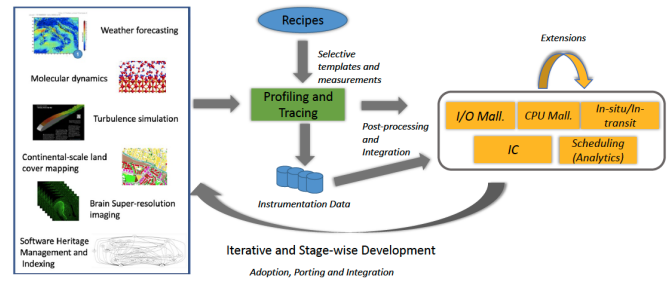 Weather forecasting
Molecular dynamics
Turbulence simulation
Continental-scale land
cover mapping
Brain Super-resolution
imaging
Software Heritage
Management and
Indexing
Recipes
Selective
templates and
measurements
Profiling and
Tracing
Post-processing
and
Integration
Instrumentation Data
Extensions
I/O Mall.
CPU Mall.
In-situ/In-
transit
IC
Scheduling
(Analytics)
Iterative and Stage-wise Development
Adoption, Porting and Integration